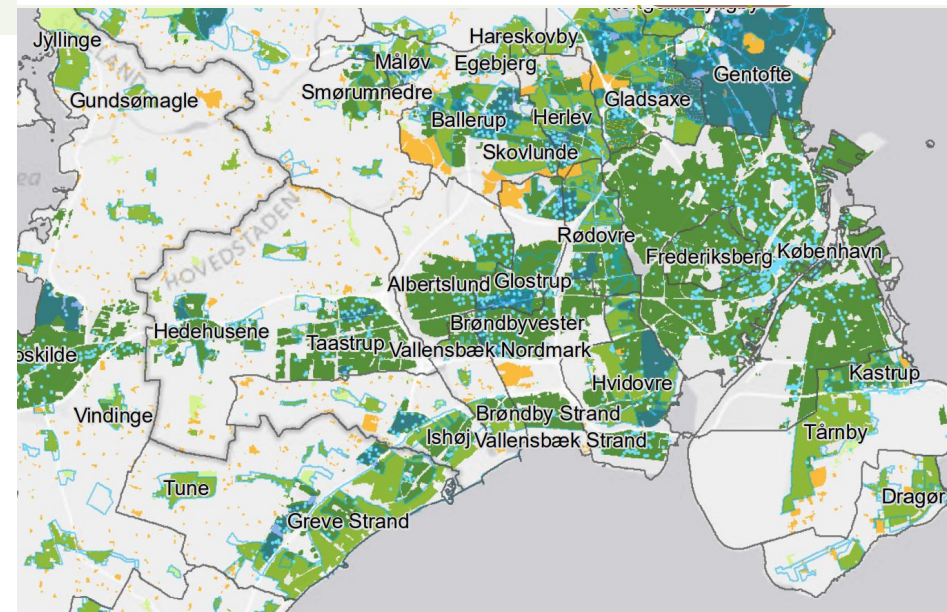 Jyllinge
Hareskovby
Måløv
Egebjerg
Gentofte
Gundsømagle
Smørumnedre
Gladsaxe
Ballerup
Herlev
Skovlunde
HOVEDSTADEN
Rødovre
Frederiksberg
København
Albertslund
Glostrup
Hedehusene
Brøndbyvester
oskilde
Taastrup
Vallensbæk Nordmark
Kastrup
Hvidovre
Vindinge
Brøndby Strand
Ishøj
Vallensbæk Strand
Tårnby
Tune
Dragør
Greve Strand